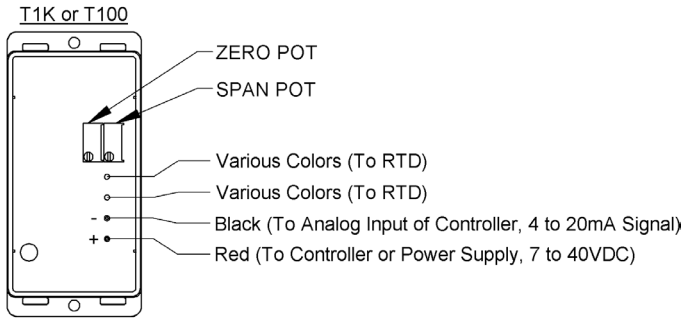 T1K or T100
ZERO POT
SPAN POT
Various Colors (To RTD)
Various Colors (To RTD)
- Black (To Analog Input of Controller, 4 to 20mA Signal)
+ Red (To Controller or Power Supply, 7 to 40VDC)